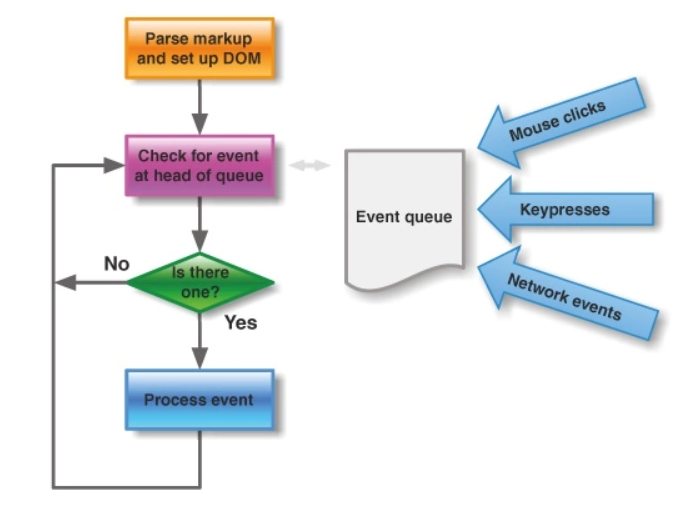 Parse markup
and set up DOM
Check for event
at head of queue
Is there
one?
No
Yes
Process event
Event queue
Mouse clicks
Keypresses
Network events